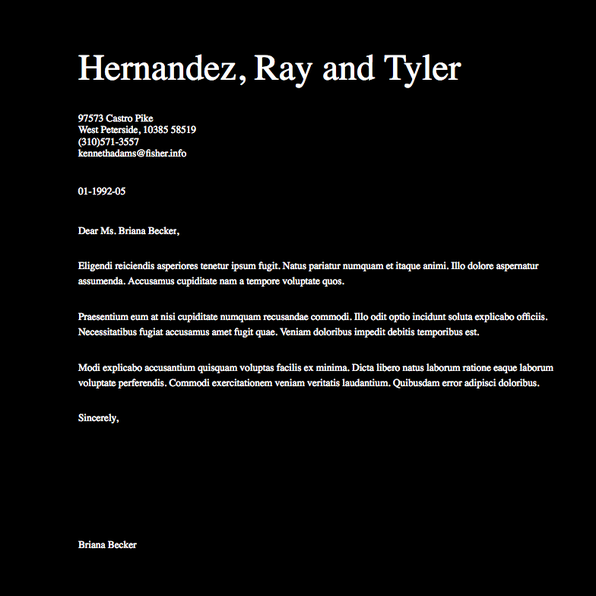 Hernandez, Ray and Tyler
97573 Castro Pike
West Peterside, 10385 58519
(310)571-3557
kennethadams@fisher.info
01-1992-05
Dear Ms. Briana Becker,
Eligendi reiciendis asperiores tenetur ipsum fugit. Natus pariatur numquam et itaque animi. Illo dolore aspernatur
assumenda. Accusamus cupiditate nam a tempore voluptate quos.
Praesentium eum at nisi cupiditate numquam recusandae commodi. Illo odit optio incidunt soluta explicabo officiis.
Necessitatibus fugiat accusamus amet fugit quae. Veniam doloribus impedit debitis temporibus est.
Modi explicabo accusantium quisquam voluptas facilis ex minima. Dicta libero natus laborum ratione eaque laborum
voluptate perferendis. Commodi exercitationem veniam veritatis laudantium. Quibusdam error adipisci doloribus.
Sincerely,
Briana Becker